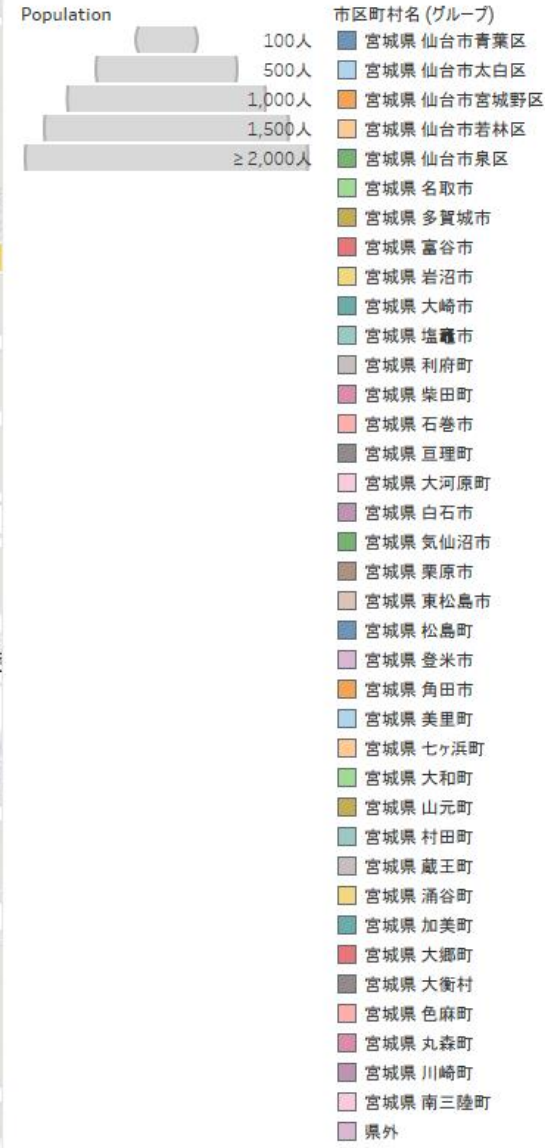 Population
100人
500人
1,000人
1,500人
≥ 2,000人
市区町村名 (グループ)
宮城県 仙台市青葉区
宮城県 仙台市太白区
宮城県 仙台市宮城野区
宮城県 仙台市若林区
宮城県 仙台市泉区
宮城県 名取市
宮城県 多賀城市
宮城県 富谷市
宮城県 岩沼市
宮城県 大崎市
宮城県 塩竈市
宮城県 利府町
宮城県 柴田町
宮城県 石巻市
宮城県 亘理町
宮城県 大河原町
宮城県 白石市
宮城県 気仙沼市
宮城県 栗原市
宮城県 東松島市
宮城県 松島町
宮城県 登米市
宮城県 角田市
宮城県 美里町
宮城県 七ヶ浜町
宮城県 大和町
宮城県 山元町
宮城県 村田町
宮城県 蔵王町
宮城県 涌谷町
宮城県 加美町
宮城県 大郷町
宮城県 大衡村
宮城県 色麻町
宮城県 丸森町
宮城県 川崎町
宮城県 南三陸町
県外